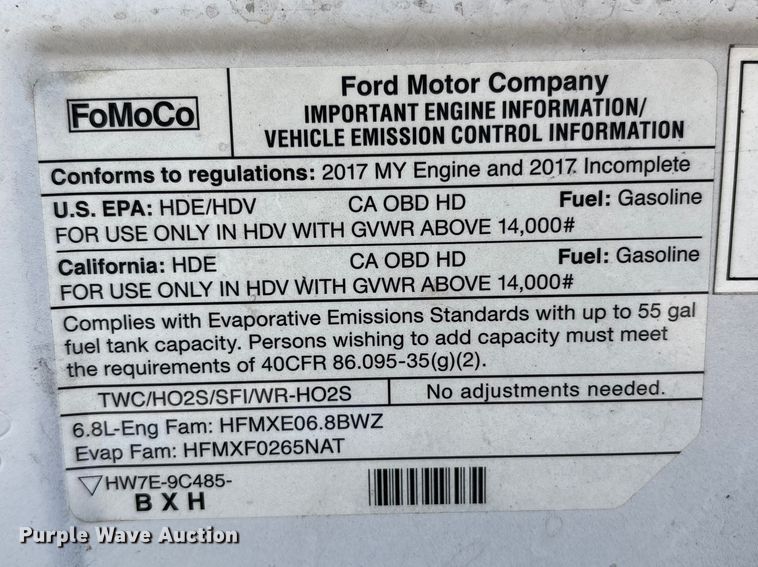 FoMoCo
Ford Motor Company
IMPORTANT ENGINE INFORMATION/
VEHICLE EMISSION CONTROL INFORMATION
Conforms to regulations: 2017 MY Engine and 2017 Incomplete
U.S. EPA: HDE/HDV CA OBD HD Fuel: Gasoline
FOR USE ONLY IN HDV WITH GVWR ABOVE 14,000#
California: HDE CA OBD HD Fuel: Gasoline
FOR USE ONLY IN HDV WITH GVWR ABOVE 14,000#
Complies with Evaporative Emissions Standards with up to 55 gal
fuel tank capacity. Persons wishing to add capacity must meet
the requirements of 40CFR 86.095-35(g)(2).
TWC/HO2S/SFI/WR-HO2S No adjustments needed.
6.8L-Eng Fam: HFMXE06.8BWZ
Evap Fam: HFMXF0265NAT
HW7E-9C485-
BXH
Purple Wave Auction